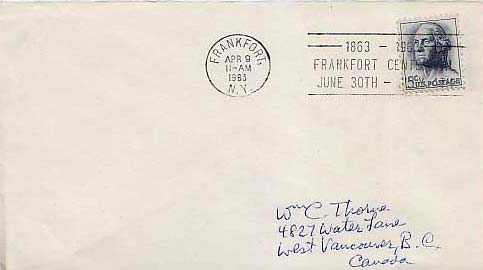 FRANKFORT,
APR 9
11-AM
1963
N.Y.
1863 - 196
FRANKFORT CENTENNIAL
JUNE 30TH -
5¢ U.S. POSTAGE
Wm C. Thorpe
4827 Water Lane
West Vancouver, B.C.
Canada